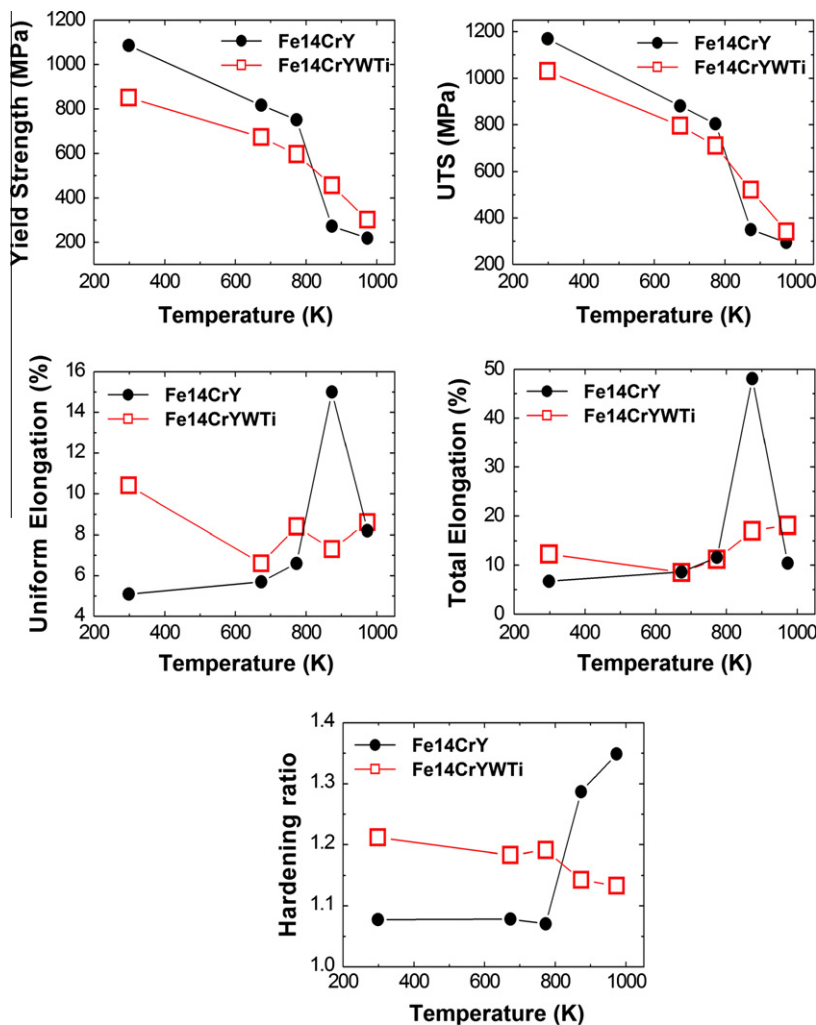 Yield Strength (MPa)
1200
1000
800
600
400
200
Fe14CrY
Fe14CrYWTi
200 400 600 800 1000
Temperature (K)
UTS (MPa)
1200
1000
800
600
400
200
Fe14CrY
Fe14CrYWTi
200 400 600 800 1000
Temperature (K)
Uniform Elongation (%)
16
14
12
10
8
6
4
Fe14CrY
Fe14CrYWTi
200 400 600 800 1000
Temperature (K)
Total Elongation (%)
50
40
30
20
10
0
Fe14CrY
Fe14CrYWTi
200 400 600 800 1000
Temperature (K)
Hardening ratio
1.4
1.3
1.2
1.1
1.0
Fe14CrY
Fe14CrYWTi
200 400 600 800 1000
Temperature (K)